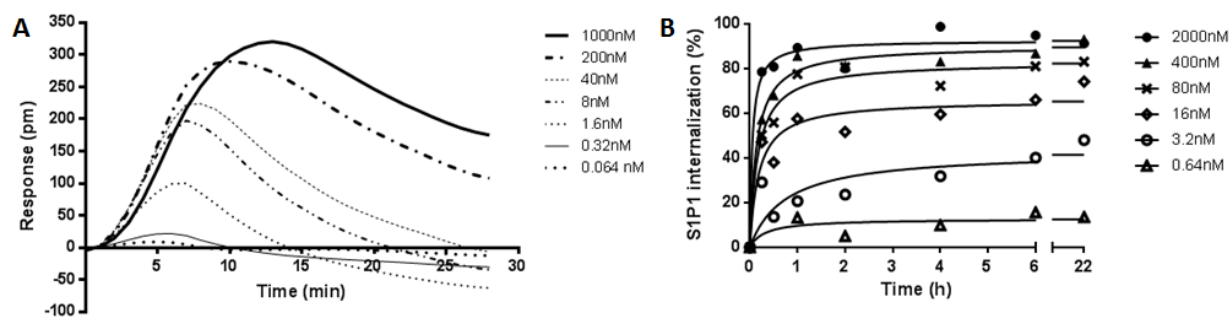 A
Response (pm)
350
300
250
200
150
100
50
0
-50
-100
5
10
15
20
25
30
Time (min)
1000nM
200nM
40nM
8nM
1.6nM
0.32nM
0.064 nM
B
S1P1 internalization (%)
100
80
60
40
20
0
0
1
2
3
4
5
6
22
Time (h)
2000nM
400nM
80nM
16nM
3.2nM
0.64nM